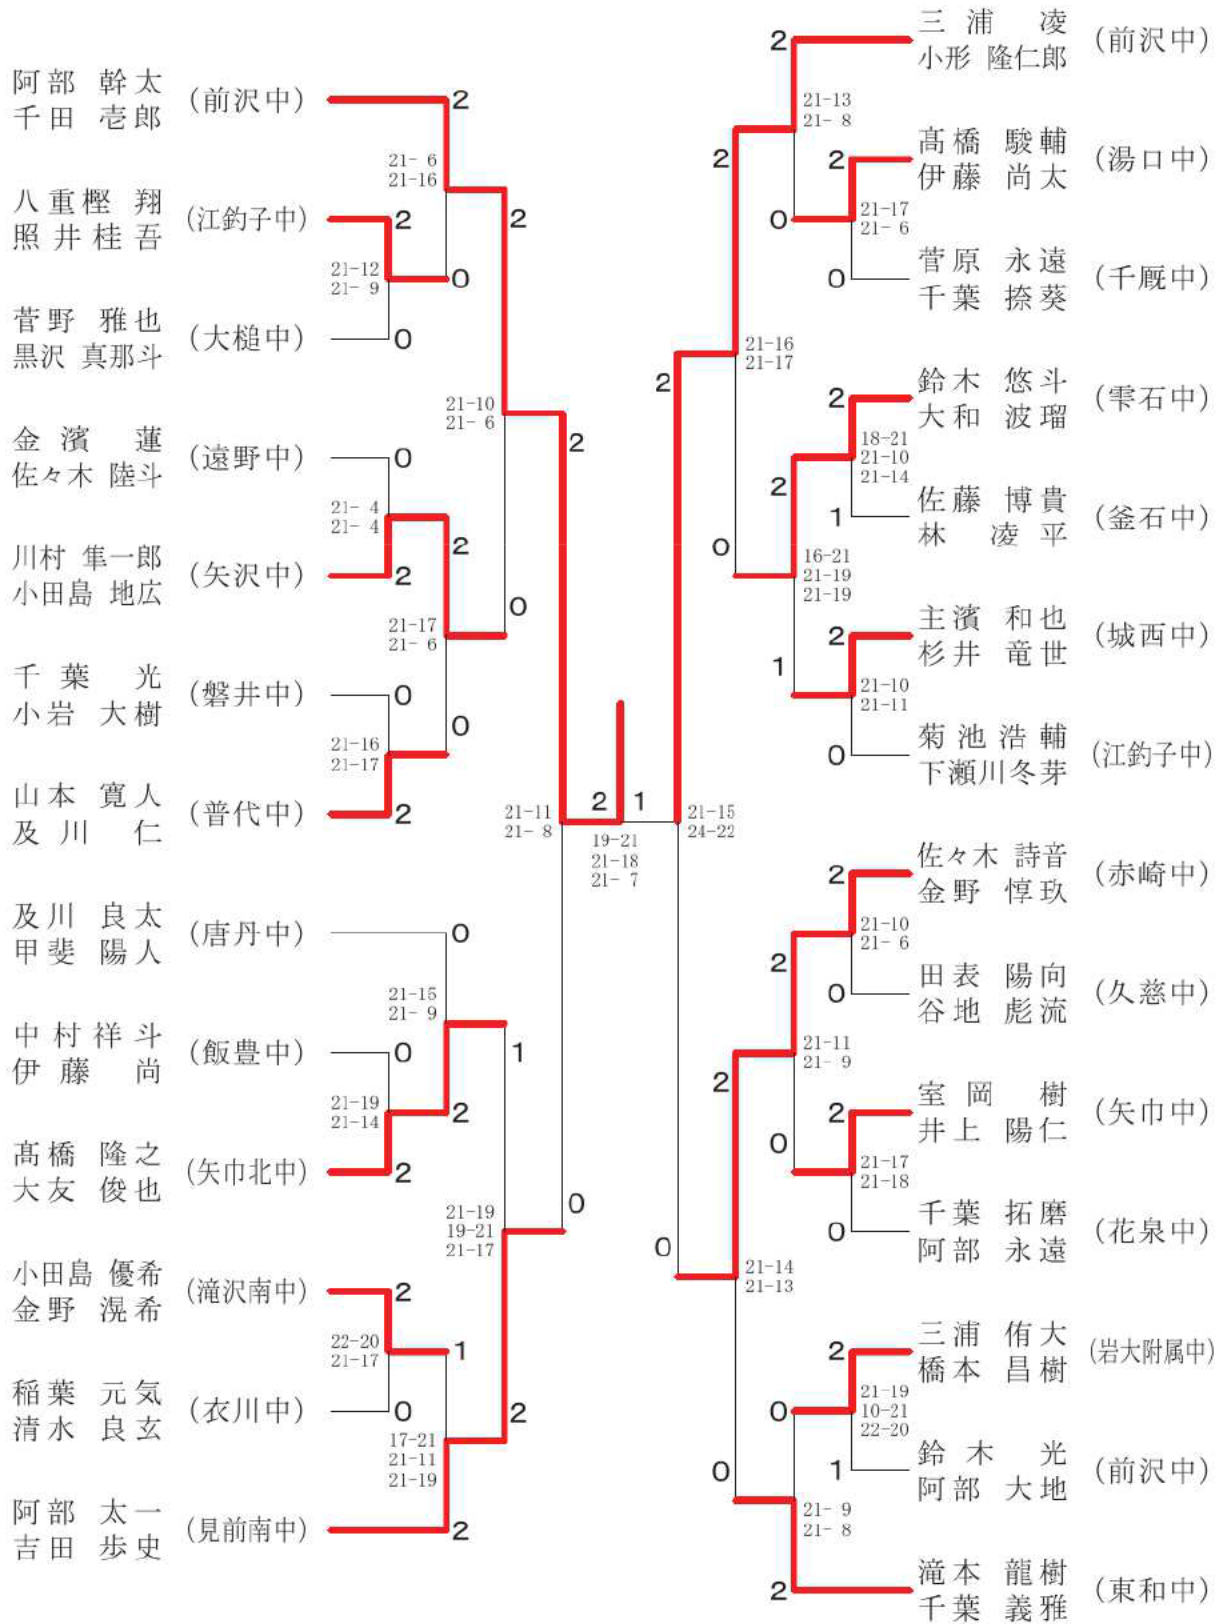 阿部 幹太
千田 壱郎
(前沢中)
2
21- 6
21-16
八重樫 翔
照井桂吾
(江釣子中)
2
2
21-12
21- 9
0
菅野 雅也
黒沢 真那斗
(大槌中)
0
21-10
21- 6
2
金濱 蓮
佐々木 陸斗
(遠野中)
0
21- 4
21- 4
2
川村 隼一郎
小田島 地広
(矢沢中)
2
21-17
21- 6
0
千葉 光
小岩 大樹
(磐井中)
0
0
21-16
21-17
山本 寛人
及川 仁
(普代中)
2
21-11
21- 8
及川 良太
甲斐 陽人
(唐丹中)
0
21-15
21- 9
中村祥斗
伊藤 尚
(飯豊中)
0
1
21-19
21-14
2
髙橋 隆之
大友 俊也
(矢巾北中)
2
21-19
19-21
21-17
0
小田島 優希
金野 滉希
(滝沢南中)
2
22-20
21-17
1
稲葉 元気
清水 良玄
(衣川中)
0
2
17-21
21-11
21-19
阿部 太一
吉田 歩史
(見前南中)
2
2
1
19-21
21-18
21- 7
2
三浦 凌
小形 隆仁郎
(前沢中)
21-13
21- 8
2
2
髙橋 駿輔
伊藤 尚太
(湯口中)
0
21-17
21- 6
0
菅原 永遠
千葉 捺葵
(千厩中)
21-16
21-17
2
2
鈴木 悠斗
大和 波瑠
(雫石中)
18-21
21-10
21-14
2
1
佐藤 博貴
林 凌平
(釜石中)
0
16-21
21-19
21-19
2
主濱 和也
杉井 竜世
(城西中)
1
21-10
21-11
0
菊池浩輔
下瀬川冬芽
(江釣子中)
21-15
24-22
2
佐々木 詩音
金野 惇玖
(赤崎中)
21-10
21- 6
2
0
田表 陽向
谷地 彪流
(久慈中)
21-11
21- 9
2
2
室岡 樹
井上 陽仁
(矢巾中)
0
21-17
21-18
0
千葉 拓磨
阿部 永遠
(花泉中)
0
21-14
21-13
2
三浦 侑大
橋本 昌樹
(岩大附属中)
0
21-19
10-21
22-20
0
1
鈴木 光
阿部 大地
(前沢中)
21- 9
21- 8
2
滝本 龍樹
千葉 義雅
(東和中)